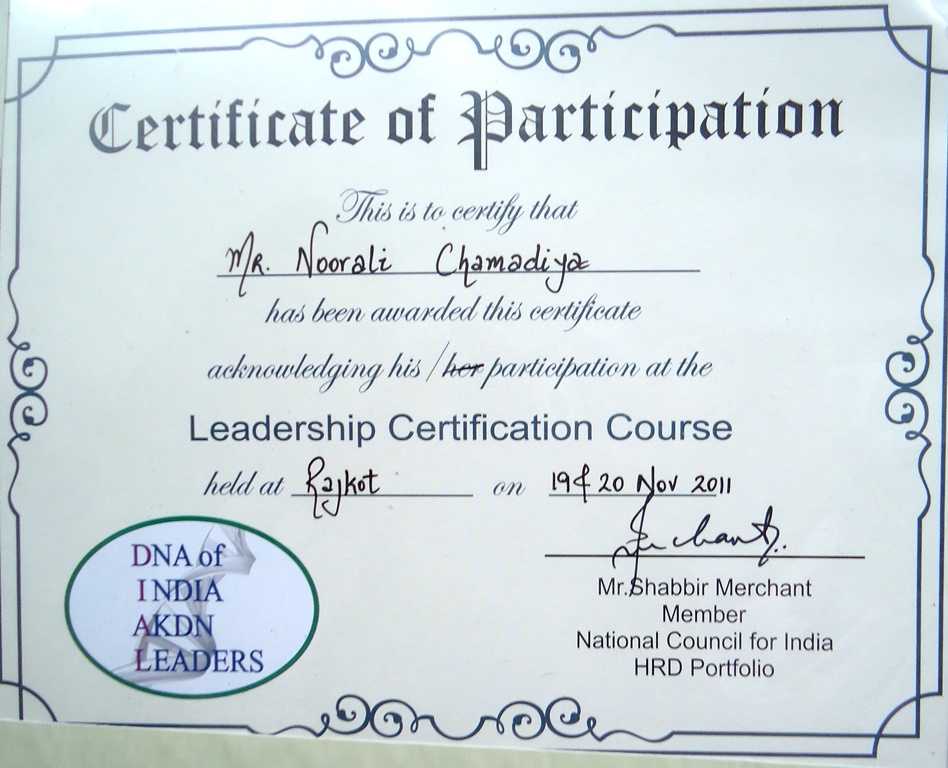 Certificate of Participation
This is to certify that
Mr. Noorali Chamadiya
has been awarded this certificate
acknowledging his / her participation at the
Leadership Certification Course
held at Rajkot on 19 & 20 Nov 2011
DNA of
INDIA
AKDN
LEADERS
Mr.Shabbir Merchant
Member
National Council for India
HRD Portfolio